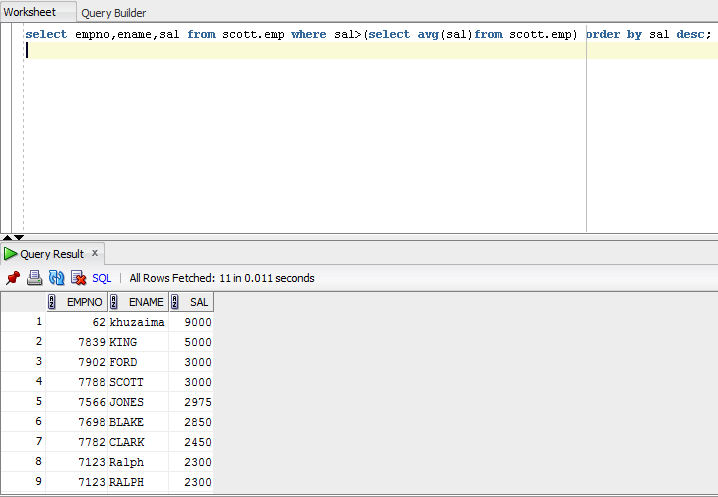 Worksheet Query Builder
select empno,ename,sal from scott.emp where sal>(select avg(sal)from scott.emp) order by sal desc;
Query Result x
SQL | All Rows Fetched: 11 in 0.011 seconds
EMPNO ENAME SAL
1 62 khuzaima 9000
2 7839 KING 5000
3 7902 FORD 3000
4 7788 SCOTT 3000
5 7566 JONES 2975
6 7698 BLAKE 2850
7 7782 CLARK 2450
8 7123 Ralph 2300
9 7123 RALPH 2300